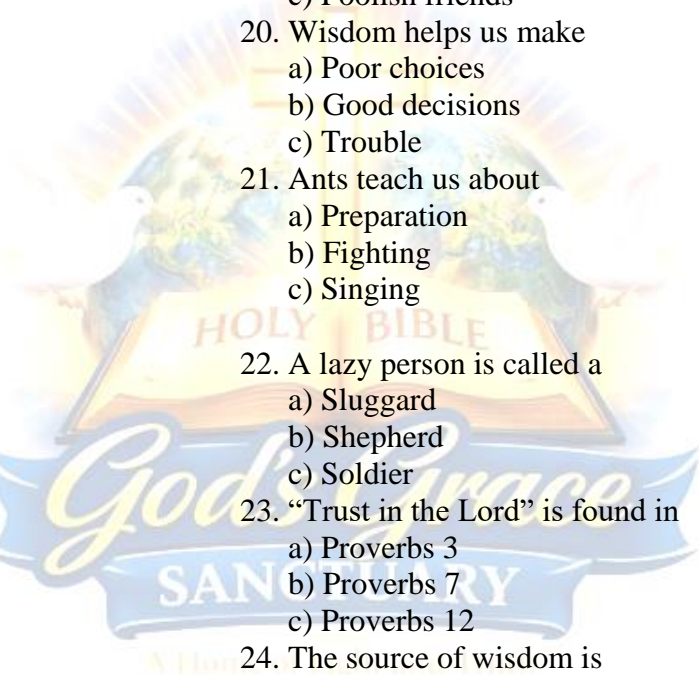 20. Wisdom helps us make
a) Poor choices
b) Good decisions
c) Trouble
21. Ants teach us about
a) Preparation
b) Fighting
c) Singing
HOLY BIBLE
22. A lazy person is called a
a) Sluggard
b) Shepherd
c) Soldier
God's Grace
23. “Trust in the Lord” is found in
a) Proverbs 3
b) Proverbs 7
SANCTUARY
c) Proverbs 12
24. The source of wisdom is